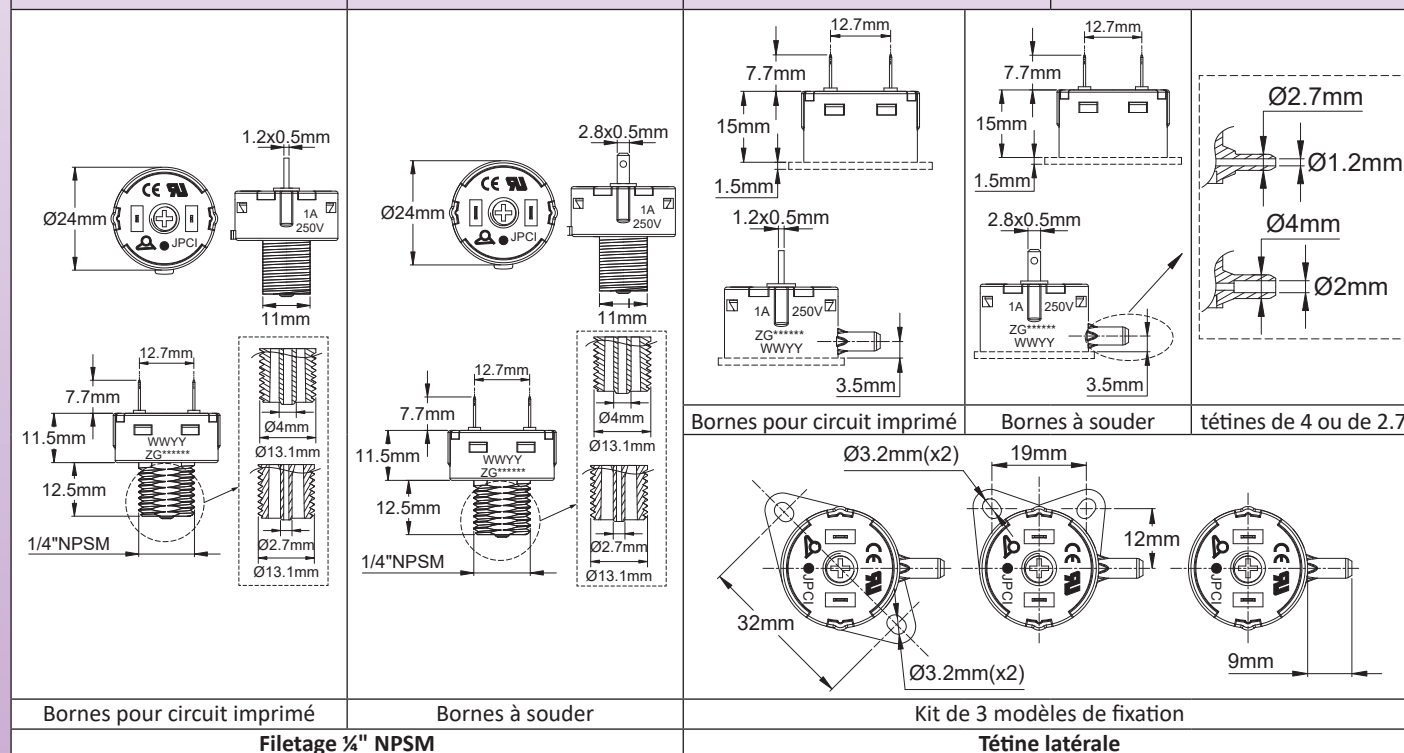 1.2x0.5mm
Ø24mm
CE
JPCI
1A
250V
11mm
12.7mm
7.7mm
11.5mm
WWYY
ZG******
12.5mm
1/4"NPSM
Ø4mm
Ø13.1mm
Ø2.7mm
Ø13.1mm
Bornes pour circuit imprimé
2.8x0.5mm
Ø24mm
CE
JPCI
1A
250V
11mm
12.7mm
7.7mm
11.5mm
WWYY
ZG******
12.5mm
1/4"NPSM
Ø4mm
Ø13.1mm
Ø2.7mm
Ø13.1mm
Bornes à souder
Filetage ¼" NPSM
12.7mm
7.7mm
15mm
1.5mm
1.2x0.5mm
1A 250V
ZG******
WWYY
3.5mm
Bornes pour circuit imprimé
12.7mm
7.7mm
15mm
1.5mm
2.8x0.5mm
1A 250V
ZG******
WWYY
3.5mm
Bornes à souder
Ø2.7mm
Ø1.2mm
Ø4mm
Ø2mm
tétines de 4 ou de 2.7
Ø3.2mm(x2)
19mm
12mm
CE
JPCI
CE
JPCI
CE
JPCI
32mm
Ø3.2mm(x2)
9mm
Kit de 3 modèles de fixation
Tétine latérale